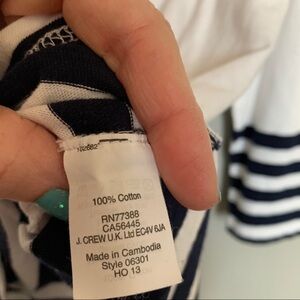 100% Cotton
RN77388
CA56445
J. CREW U.K. Ltd EC4V 6JA
Made in Cambodia
Style 06301
HO 13